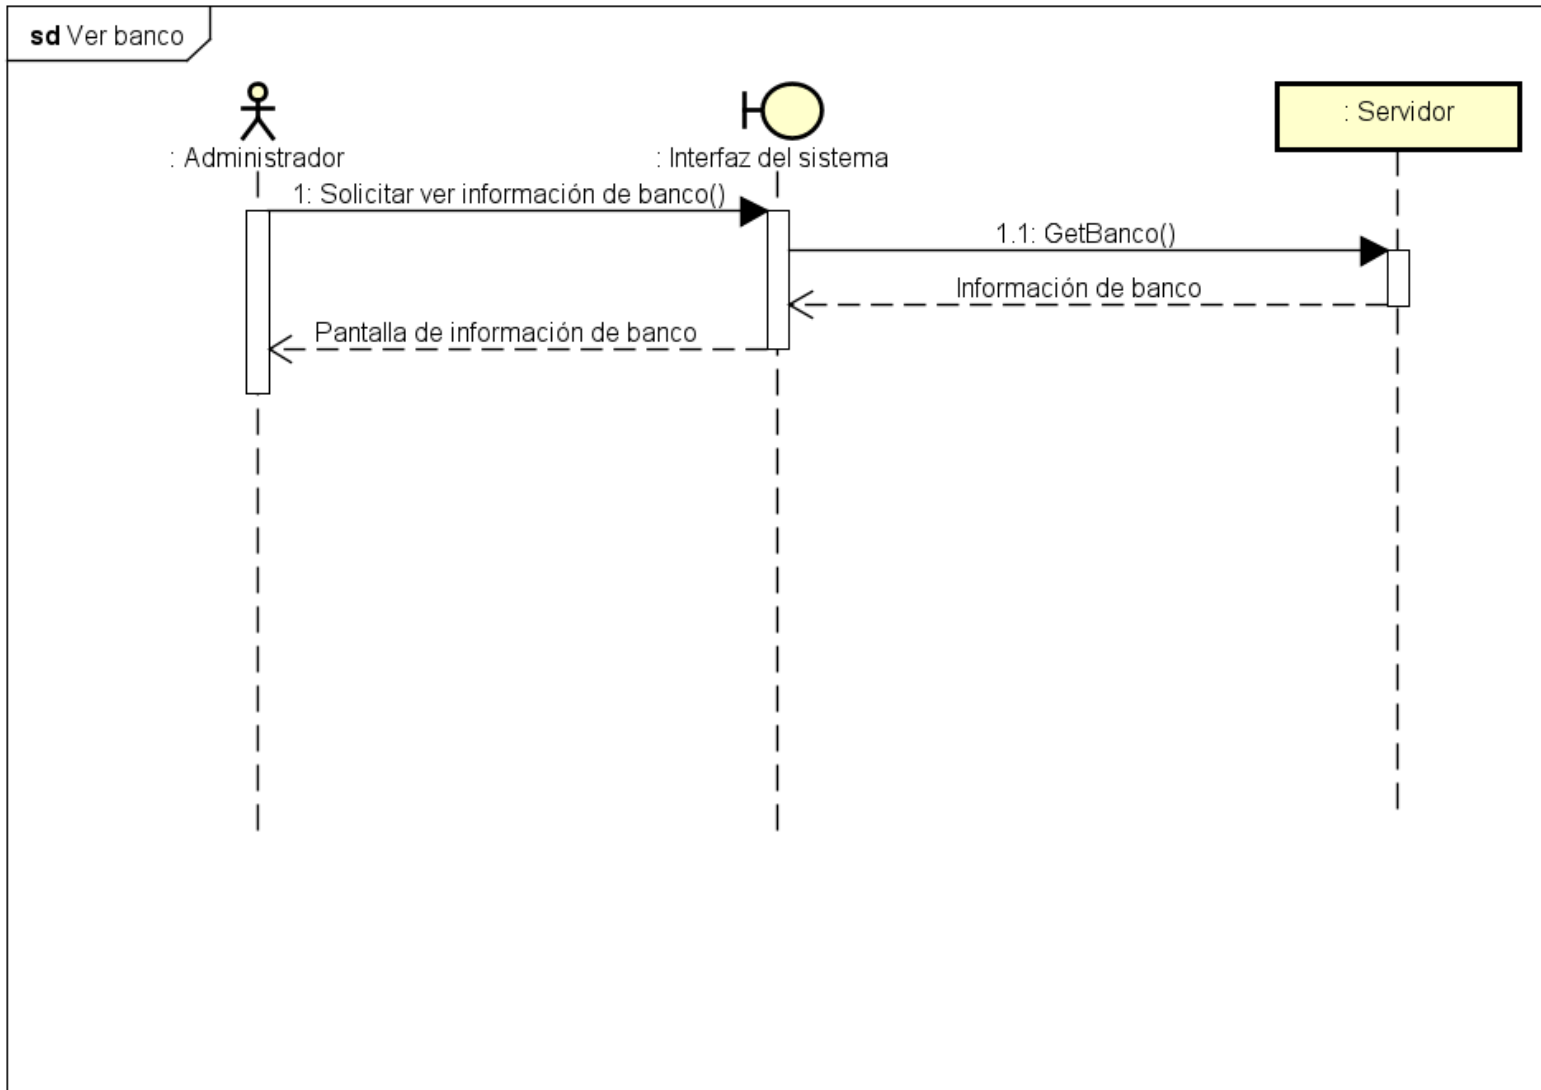 sd Ver banco
: Administrador
: Interfaz del sistema
: Servidor
1: Solicitar ver información de banco()
1.1: GetBanco()
Información de banco
Pantalla de información de banco